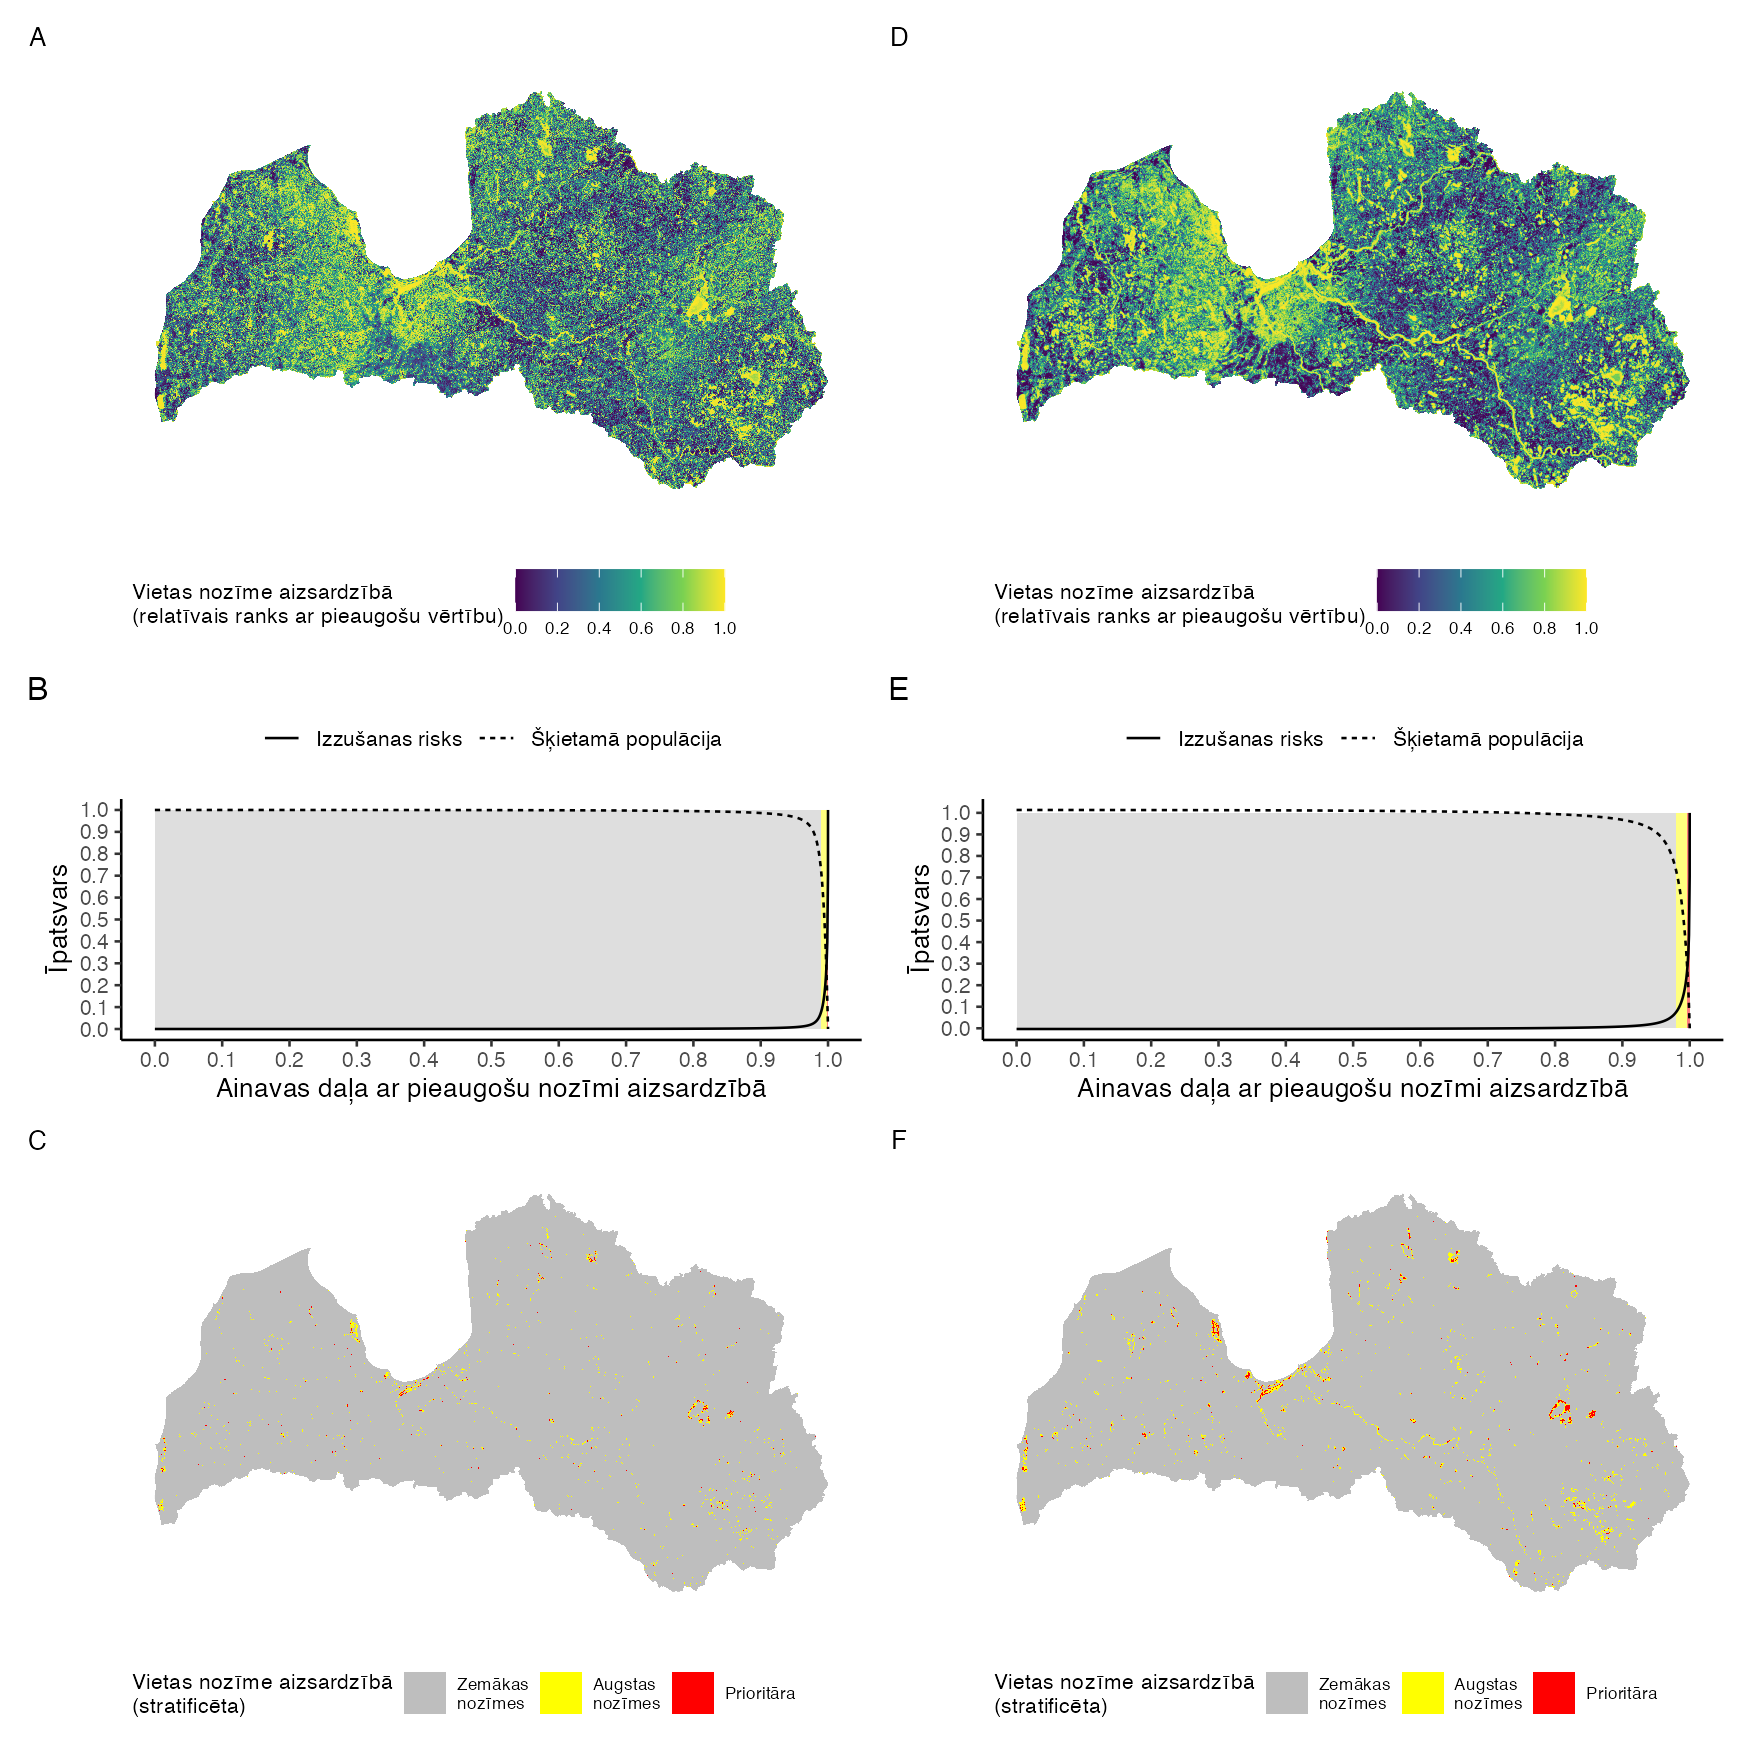 A
Vietas nozīme aizsardzībā
(relatīvais ranks ar pieaugošu vērtību)
0.0 0.2 0.4 0.6 0.8 1.0
B
Izzušanas risks Šķietamā populācija
Īpatsvars
1.0
0.9
0.8
0.7
0.6
0.5
0.4
0.3
0.2
0.1
0.0
0.0 0.1 0.2 0.3 0.4 0.5 0.6 0.7 0.8 0.9 1.0
Ainavas daļa ar pieaugošu nozīmi aizsardzībā
C
Vietas nozīme aizsardzībā
(stratificēta)
Zemākas
nozīmes
Augstas
nozīmes
Prioritāra
D
Vietas nozīme aizsardzībā
(relatīvais ranks ar pieaugošu vērtību)
0.0 0.2 0.4 0.6 0.8 1.0
E
Izzušanas risks Šķietamā populācija
Īpatsvars
1.0
0.9
0.8
0.7
0.6
0.5
0.4
0.3
0.2
0.1
0.0
0.0 0.1 0.2 0.3 0.4 0.5 0.6 0.7 0.8 0.9 1.0
Ainavas daļa ar pieaugošu nozīmi aizsardzībā
F
Vietas nozīme aizsardzībā
(stratificēta)
Zemākas
nozīmes
Augstas
nozīmes
Prioritāra